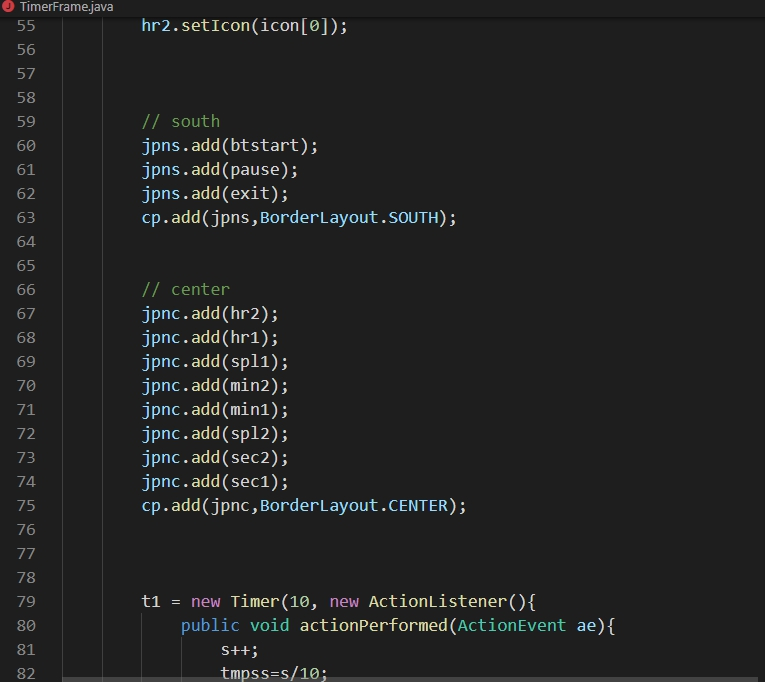 TimerFrame.java
55 hr2.setIcon(icon[0]);
56
57
58
59 // south
60 jpns.add(btstart);
61 jpns.add(pause);
62 jpns.add(exit);
63 cp.add(jpns,BorderLayout.SOUTH);
64
65
66 // center
67 jpnc.add(hr2);
68 jpnc.add(hr1);
69 jpnc.add(spl1);
70 jpnc.add(min2);
71 jpnc.add(min1);
72 jpnc.add(spl2);
73 jpnc.add(sec2);
74 jpnc.add(sec1);
75 cp.add(jpnc,BorderLayout.CENTER);
76
77
78
79 t1 = new Timer(10, new ActionListener(){
80 public void actionPerformed(ActionEvent ae){
81 s++;
82 tmpss=s/10;